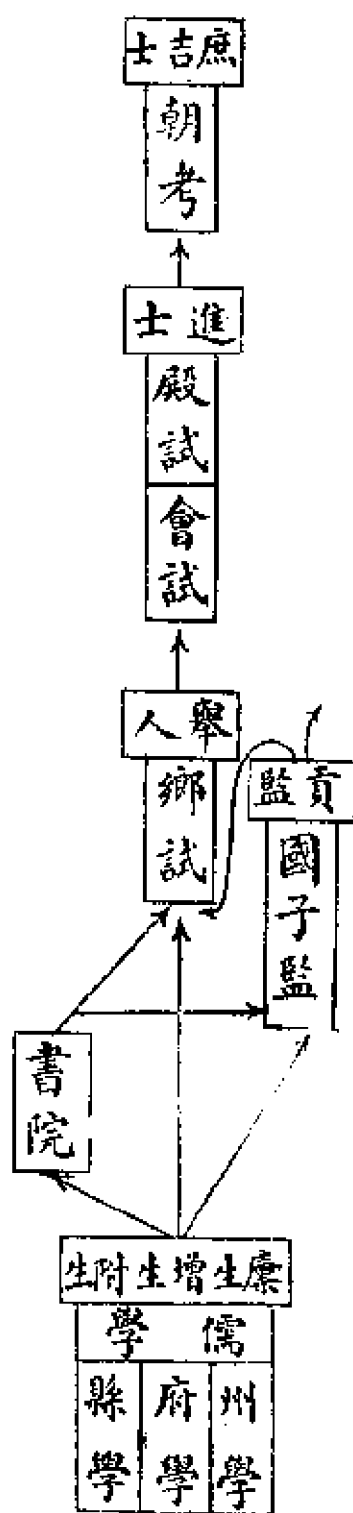 庶吉士
朝考
進士
殿試
會試
舉人
鄉試
貢監
國子監
書院
廩生增生附生
儒學
州學
府學
縣學